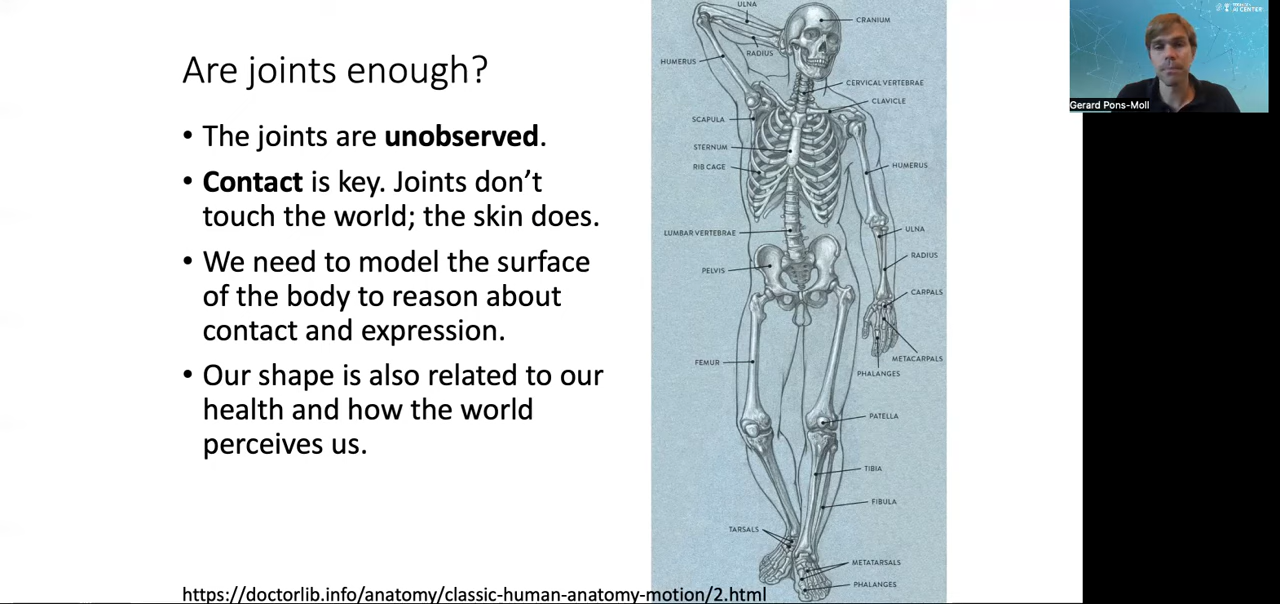 Are joints enough?
• The joints are unobserved.
• Contact is key. Joints don’t
touch the world; the skin does.
• We need to model the surface
of the body to reason about
contact and expression.
• Our shape is also related to our
health and how the world
perceives us.
https://doctorlib.info/anatomy/classic-human-anatomy-motion/2.html
ULNA
CRANIUM
RADIUS
HUMERUS
CERVICAL VERTEBRAE
CLAVICLE
SCAPULA
STERNUM
RIB CAGE
HUMERUS
ULNA
LUMBAR VERTEBRAE
RADIUS
PELVIS
CARPALS
METACARPALS
FEMUR
PHALANGES
PATELLA
TIBIA
FIBULA
TARSALS
METATARSALS
PHALANGES
AI CENTER
Gerard Pons-Moll